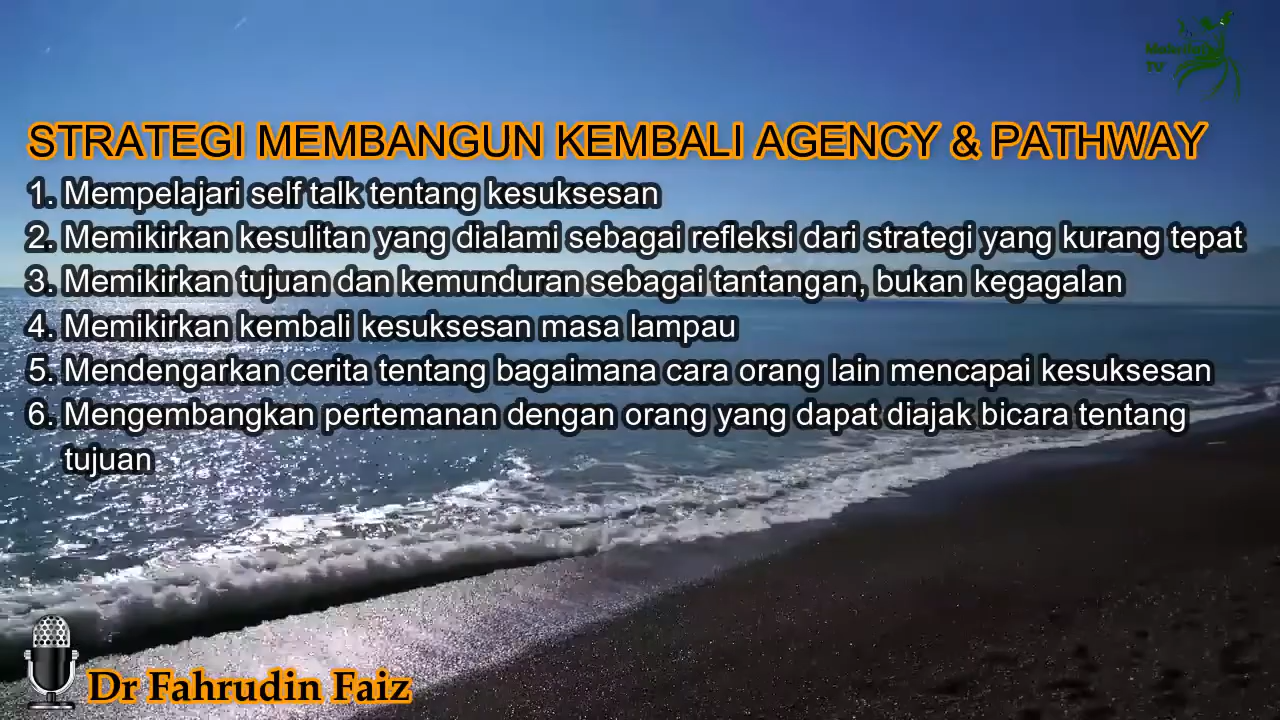 STRATEGI MEMBANGUN KEMBALI AGENCY & PATHWAY
1. Mempelajari self talk tentang kesuksesan
2. Memikirkan kesulitan yang dialami sebagai refleksi dari strategi yang kurang tepat
3. Memikirkan tujuan dan kemunduran sebagai tantangan, bukan kegagalan
4. Memikirkan kembali kesuksesan masa lampau
5. Mendengarkan cerita tentang bagaimana cara orang lain mencapai kesuksesan
6. Mengembangkan pertemanan dengan orang yang dapat diajak bicara tentang
tujuan
TV
Dr Fahrudin Faiz